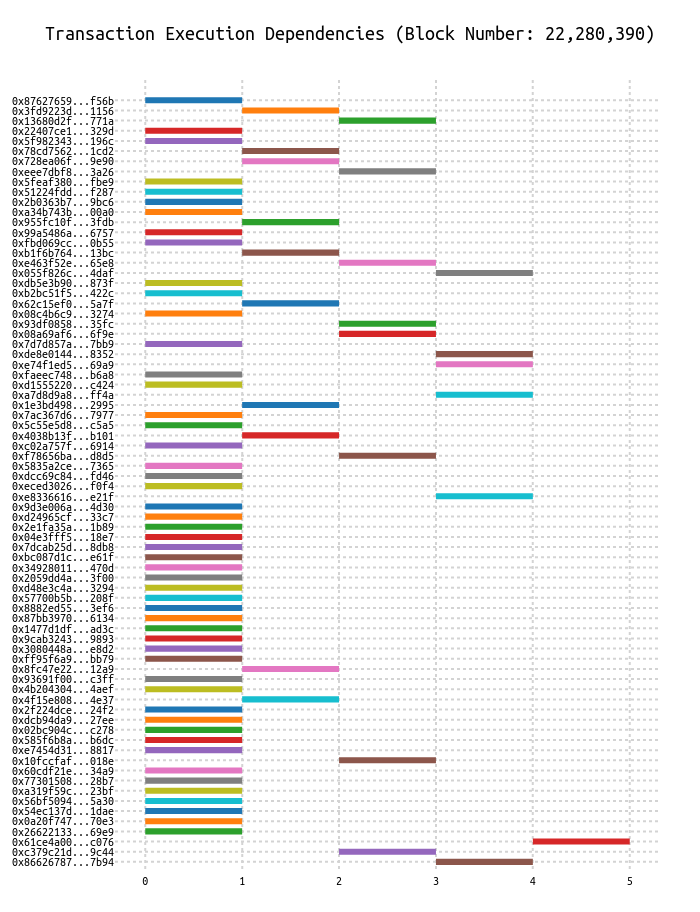 Transaction Execution Dependencies (Block Number: 22,280,390)
0x87627659...f56b
0x3fd9223d...1156
0x13680d2f...771a
0x22407ce1...329d
0x5f982343...196c
0x78cd7562...1cd2
0x728ea06f...9e90
0xeee7dbf8...3a26
0x5feaf380...fbe9
0x51224fdd...f287
0x2b0363b7...9bc6
0xa34b743b...00a0
0x955fc10f...3fdb
0x99a5486a...6757
0xfbd069cc...0b55
0xb1f6b764...13bc
0xe463f52e...65e8
0x055f826c...4daf
0xdb5e3b90...873f
0xb2bc51f5...422c
0x62c15ef0...5a7f
0x08c4b6c9...3274
0x93df0858...35fc
0x08a69af6...6f9e
0x7d7d857a...7bb9
0xde8e0144...8352
0xe74f1ed5...69a9
0xfaeec748...b6a8
0xd1555220...c424
0xa7d8d9a8...ff4a
0x1e3bd498...2995
0x7ac367d6...7977
0x5c55e5d8...c5a5
0x4038b13f...b101
0xc02a757f...6914
0xf78656ba...d8d5
0x5835a2ce...7365
0xdcc69c84...fd46
0xeced3026...f0f4
0xe8336616...e21f
0x9d3e006a...4d30
0xd24965cf...33c7
0x2e1fa35a...1b89
0x04e3fff5...18e7
0x7dcab25d...8db8
0xbc087d1c...e61f
0x34928011...470d
0x2059dd4a...3f00
0xd48e3c4a...3294
0x57700b5b...208f
0x8882ed55...3ef6
0x87bb3970...6134
0x1477d1df...ad3c
0x9cab3243...9893
0x3080448a...e8d2
0xff95f6a9...bb79
0x8fc47e22...12a9
0x93691f00...c3ff
0x4b204304...4aef
0x4f15e808...4e37
0x2f224dce...24f2
0xdcb94da9...27ee
0x02bc904c...c278
0x585f6b8a...b6dc
0xe7454d31...8817
0x10fccfaf...018e
0x60cdf21e...34a9
0x77301508...28b7
0xa319f59c...23bf
0x56bf5094...5a30
0x54ec137d...1dae
0x0a20f747...70e3
0x26622133...69e9
0x61ce4a00...c076
0xc379c21d...9c44
0x86626787...7b94
0 1 2 3 4 5